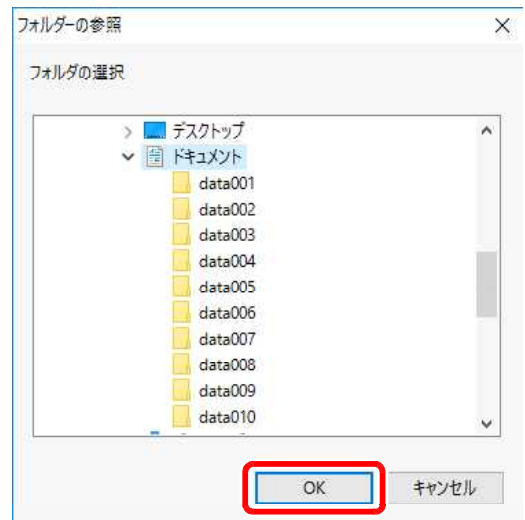 フォルダーの参照
フォルダの選択
デスクトップ
ドキュメント
data001
data002
data003
data004
data005
data006
data007
data008
data009
data010
OK キャンセル